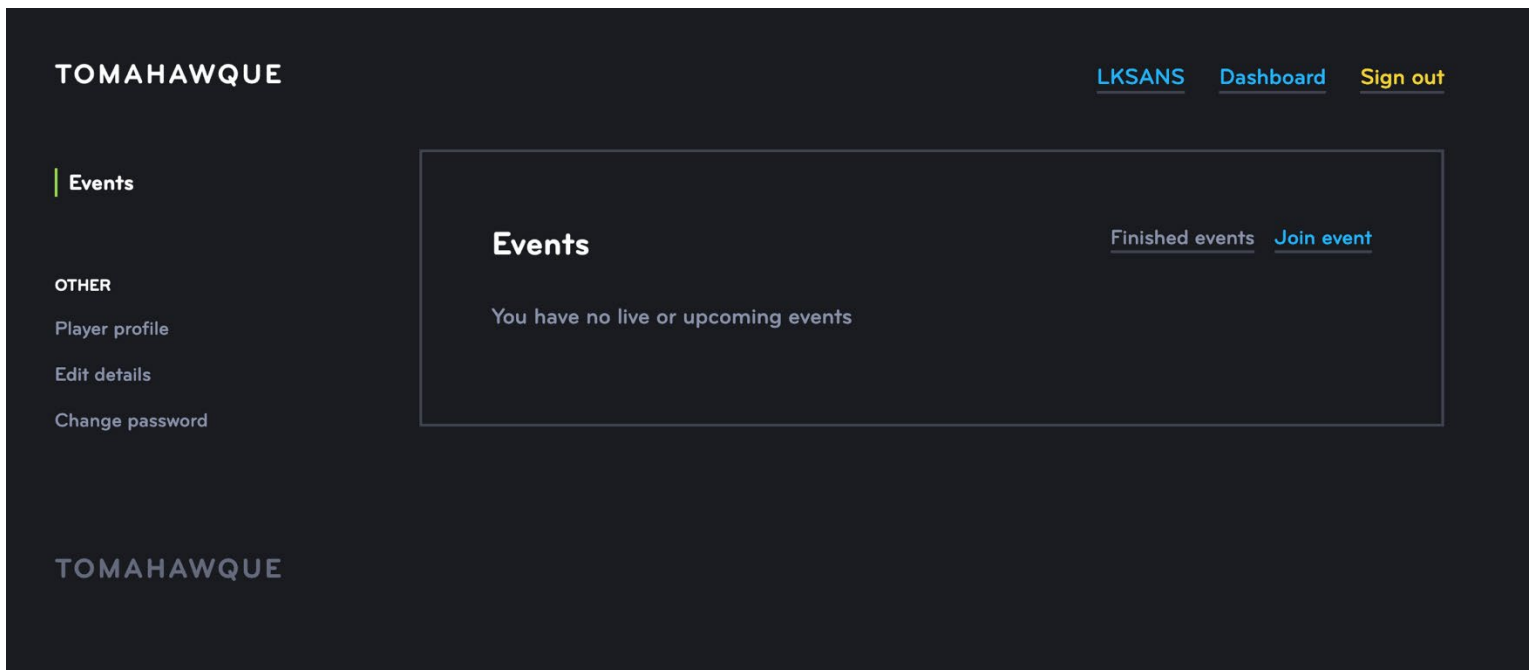 TOMAHAWQUE
LKSANS Dashboard Sign out
Events
OTHER
Player profile
Edit details
Change password
Events
Finished events Join event
You have no live or upcoming events
TOMAHAWQUE